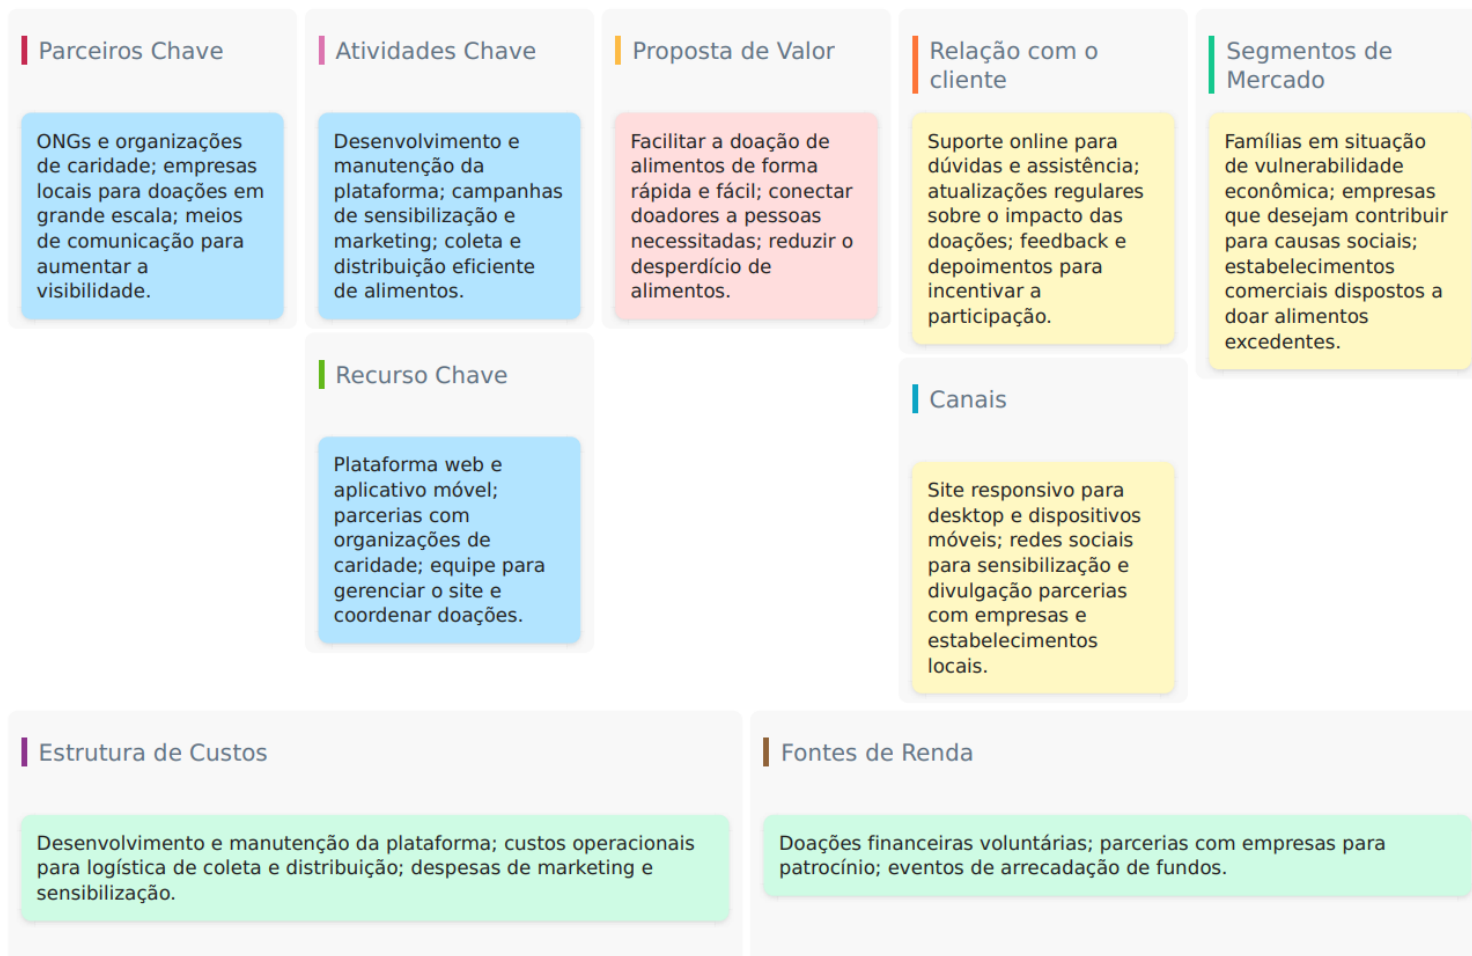 Parceiros Chave
ONGs e organizações
de caridade; empresas
locais para doações em
grande escala; meios
de comunicação para
aumentar a
visibilidade.
Atividades Chave
Desenvolvimento e
manutenção da
plataforma; campanhas
de sensibilização e
marketing; coleta e
distribuição eficiente
de alimentos.
Recurso Chave
Plataforma web e
aplicativo móvel;
parcerias com
organizações de
caridade; equipe para
gerenciar o site e
coordenar doações.
Proposta de Valor
Facilitar a doação de
alimentos de forma
rápida e fácil; conectar
doadores a pessoas
necessitadas; reduzir o
desperdício de
alimentos.
Relação com o
cliente
Suporte online para
dúvidas e assistência;
atualizações regulares
sobre o impacto das
doações; feedback e
depoimentos para
incentivar a
participação.
Canais
Site responsivo para
desktop e dispositivos
móveis; redes sociais
para sensibilização e
divulgação parcerias
com empresas e
estabelecimentos
locais.
Segmentos de
Mercado
Famílias em situação
de vulnerabilidade
econômica; empresas
que desejam contribuir
para causas sociais;
estabelecimentos
comerciais dispostos a
doar alimentos
excedentes.
Estrutura de Custos
Desenvolvimento e manutenção da plataforma; custos operacionais
para logística de coleta e distribuição; despesas de marketing e
sensibilização.
Fontes de Renda
Doações financeiras voluntárias; parcerias com empresas para
patrocínio; eventos de arrecadação de fundos.